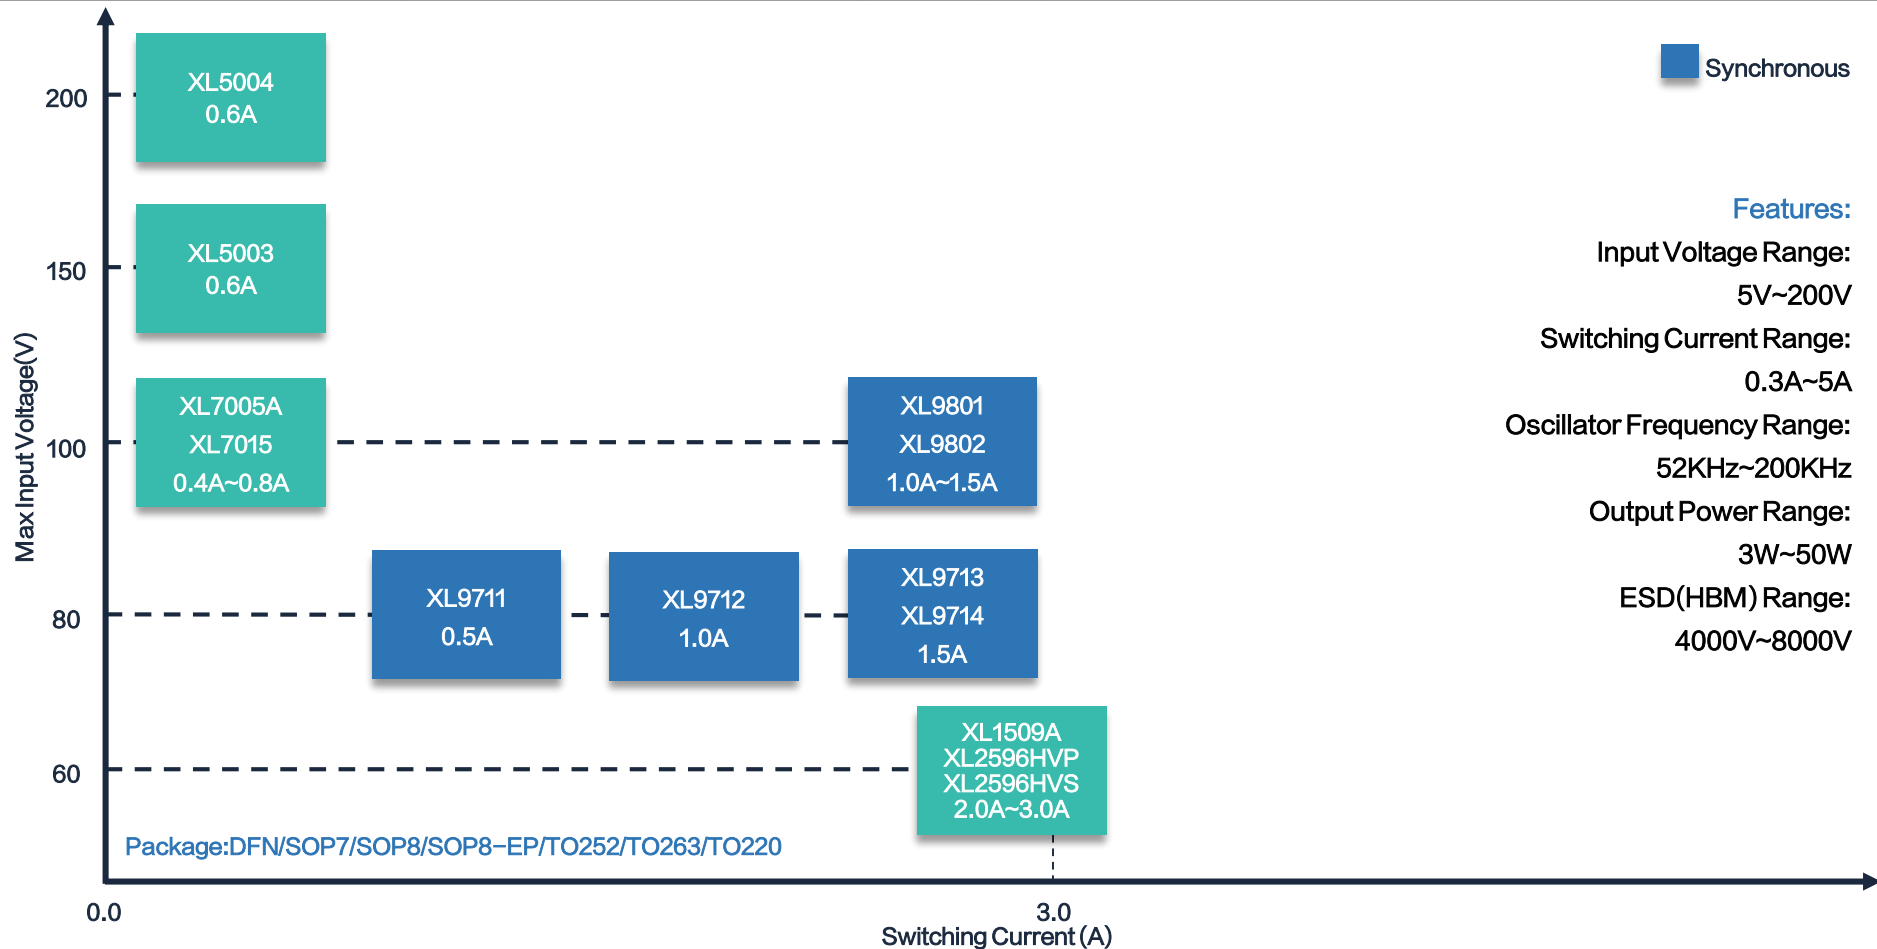 XL5004
0.6A
200
Synchronous
XL5003
0.6A
150
Features:
Input Voltage Range:
5V~200V
Switching Current Range:
0.3A~5A
Oscillator Frequency Range:
52KHz~200KHz
Output Power Range:
3W~50W
ESD(HBM) Range:
4000V~8000V
Max Input Voltage(V)
XL7005A
XL7015
0.4A~0.8A
100
XL9801
XL9802
1.0A~1.5A
80
XL9711
0.5A
XL9712
1.0A
XL9713
XL9714
1.5A
60
XL1509A
XL2596HVP
XL2596HVS
2.0A~3.0A
Package:DFN/SOP7/SOP8/SOP8-EP/TO252/TO263/TO220
0.0
3.0
Switching Current (A)